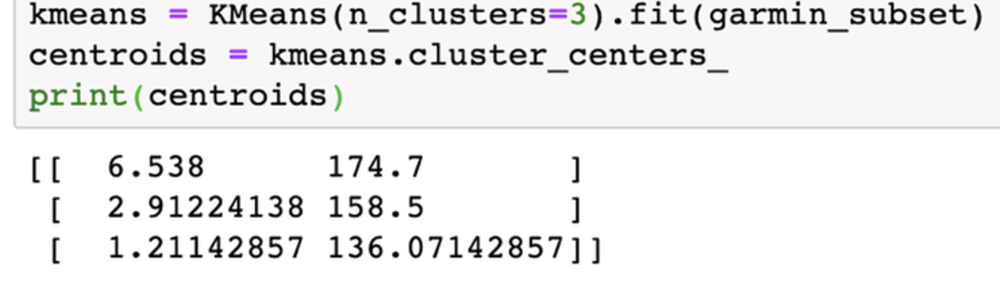 kmeans = KMeans(n_clusters=3).fit(garmin_subset)
centroids = kmeans.cluster_centers_
print(centroids)
[[  6.538      174.7       ]
 [  2.91224138 158.5       ]
 [  1.21142857 136.07142857]]